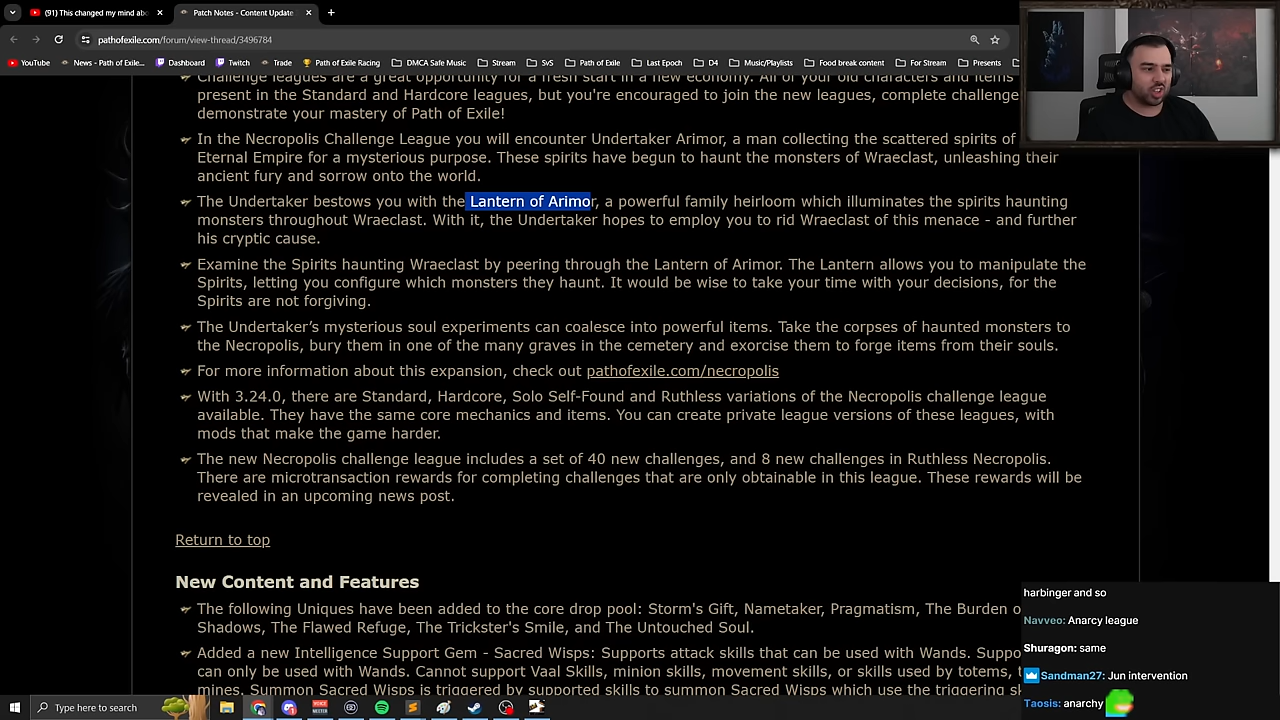 (91) This changed my mind abo
Patch Notes - Content Update
pathofexile.com/forum/view-thread/3496784
YouTube
News - Path of Exile...
Dashboard
Twitch
Trade
Path of Exile Racing
DMCA Safe Music
Stream
SvS
Path of Exile
Last Epoch
D4
Music/Playlists
Food break content
For Stream
Presents
Challenge leagues are a great opportunity for a fresh start in a new economy. All of your old characters and items
present in the Standard and Hardcore leagues, but you're encouraged to join the new leagues, complete challenge
demonstrate your mastery of Path of Exile!
In the Necropolis Challenge League you will encounter Undertaker Arimor, a man collecting the scattered spirits of
Eternal Empire for a mysterious purpose. These spirits have begun to haunt the monsters of Wraeclast, unleashing their
ancient fury and sorrow onto the world.
The Undertaker bestows you with the Lantern of Arimor, a powerful family heirloom which illuminates the spirits haunting
monsters throughout Wraeclast. With it, the Undertaker hopes to employ you to rid Wraeclast of this menace - and further
his cryptic cause.
Examine the Spirits haunting Wraeclast by peering through the Lantern of Arimor. The Lantern allows you to manipulate the
Spirits, letting you configure which monsters they haunt. It would be wise to take your time with your decisions, for the
Spirits are not forgiving.
The Undertaker's mysterious soul experiments can coalesce into powerful items. Take the corpses of haunted monsters to
the Necropolis, bury them in one of the many graves in the cemetery and exorcise them to forge items from their souls.
For more information about this expansion, check out pathofexile.com/necropolis
With 3.24.0, there are Standard, Hardcore, Solo Self-Found and Ruthless variations of the Necropolis challenge league
available. They have the same core mechanics and items. You can create private league versions of these leagues, with
mods that make the game harder.
The new Necropolis challenge league includes a set of 40 new challenges, and 8 new challenges in Ruthless Necropolis.
There are microtransaction rewards for completing challenges that are only obtainable in this league. These rewards will be
revealed in an upcoming news post.
Return to top
New Content and Features
The following Uniques have been added to the core drop pool: Storm's Gift, Nametaker, Pragmatism, The Burden o
Shadows, The Flawed Refuge, The Trickster's Smile, and The Untouched Soul.
Added a new Intelligence Support Gem - Sacred Wisps: Supports attack skills that can be used with Wands. Suppo
can only be used with Wands. Cannot support Vaal Skills, minion skills, movement skills, or skills used by totems, t
mines. Summon Sacred Wisps is triggered by supported skills to summon Sacred Wisps which use the triggering sk
harbinger and so
Navveo: Anarcy league
Shuragon: same
Sandman27: Jun intervention
Taosis: anarchy
Type here to search